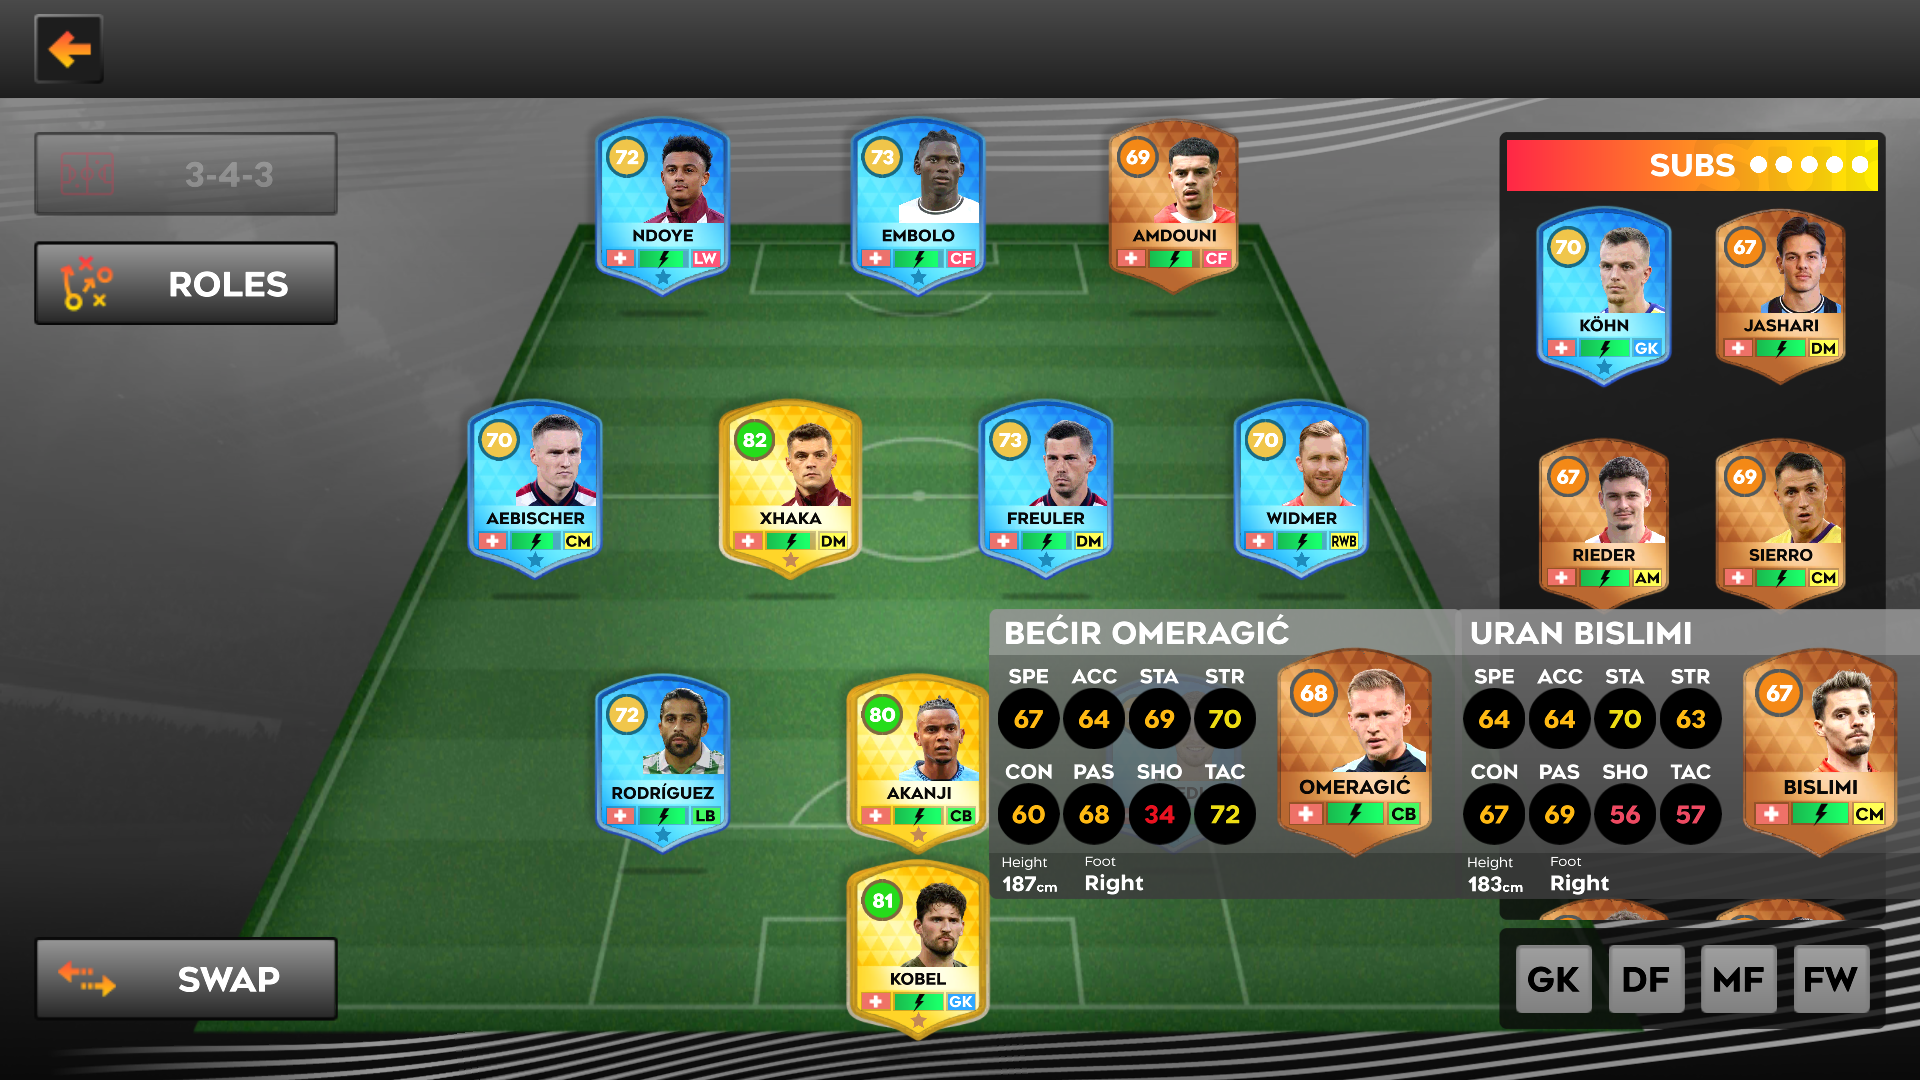 3-4-3
ROLES
SWAP
72
NDOYE
LW
73
EMBOLO
CF
69
AMDOUNI
CF
70
AEBISCHER
CM
82
XHAKA
DM
73
FREULER
DM
70
WIDMER
RWB
72
RODRÍGUEZ
LB
80
AKANJI
CB
81
KOBEL
GK
SUBS
70
KÖHN
GK
67
JASHARI
DM
67
RIEDER
AM
69
SIERRO
CM
BEĆIR OMERAGIĆ
SPE ACC STA STR
67 64 69 70
CON PAS SHO TAC
60 68 34 72
Height Foot
187cm Right
68
OMERAGIĆ
CB
URAN BISLIMI
SPE ACC STA STR
64 64 70 63
CON PAS SHO TAC
67 69 56 57
Height Foot
183cm Right
67
BISLIMI
CM
GK DF MF FW